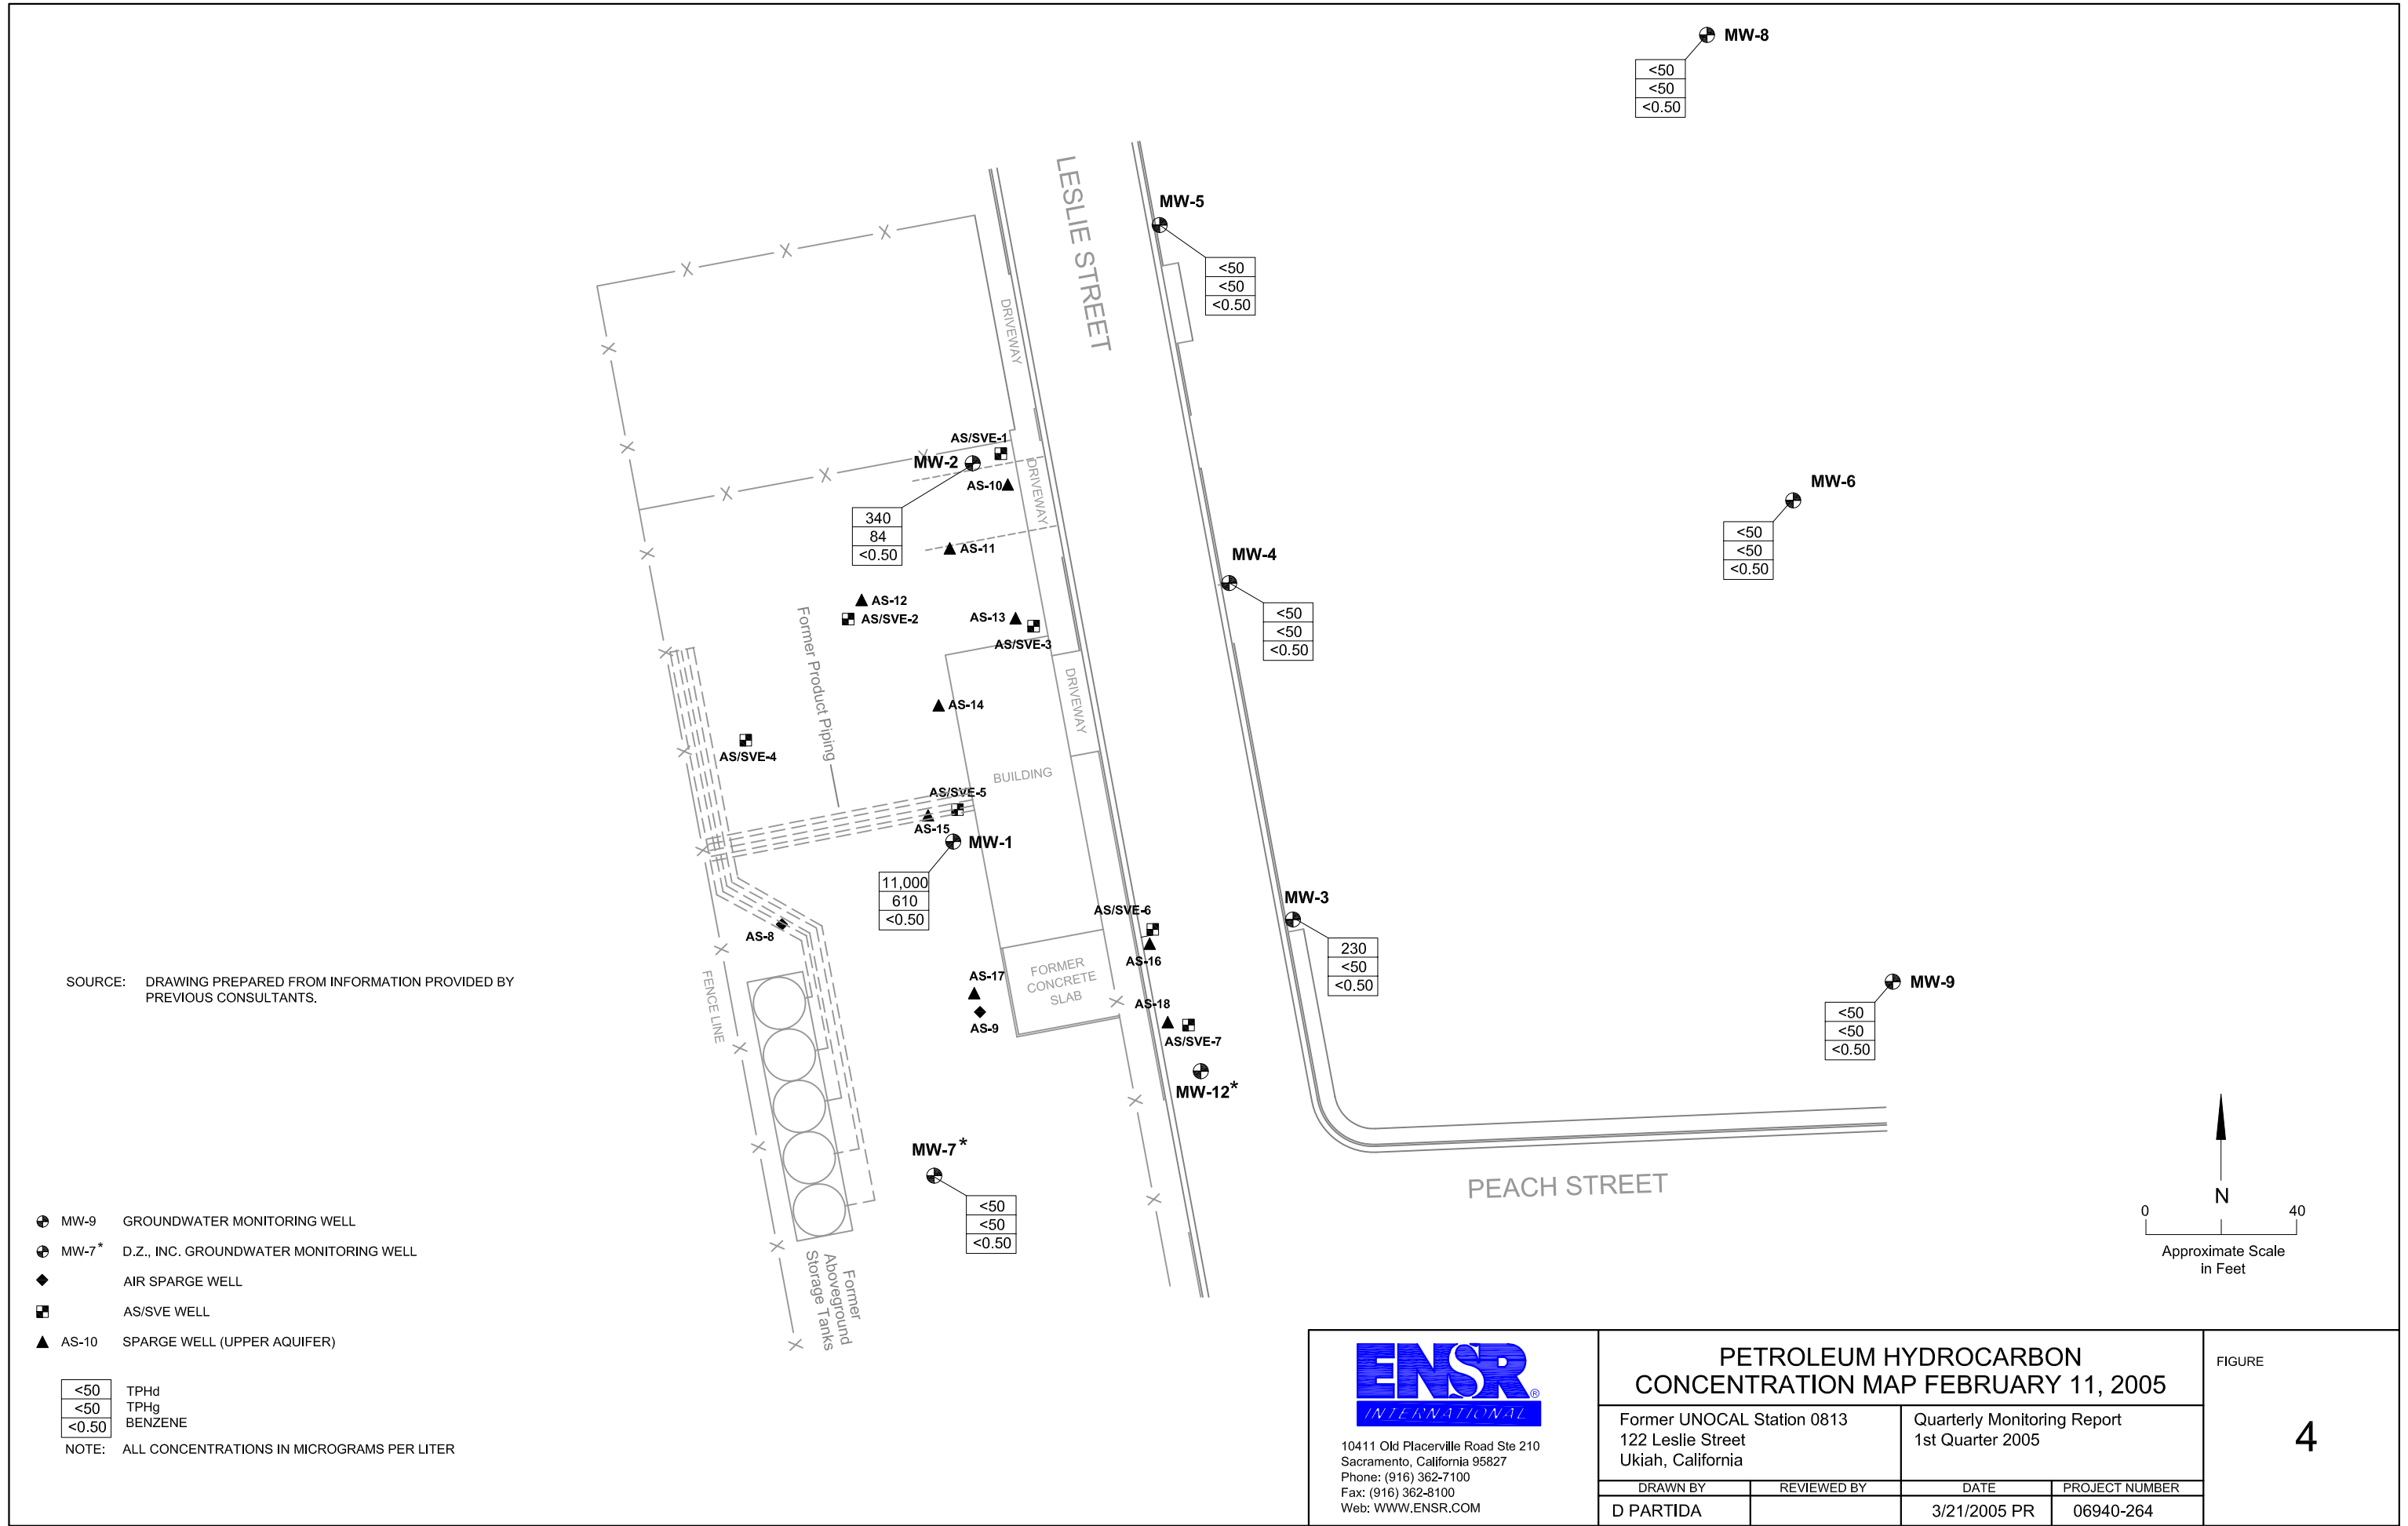 MW-8
<50
<50
<0.50
LESLIE STREET
MW-5
<50
<50
<0.50
DRIVEWAY
AS/SVE-1
MW-2
AS-10
DRIVEWAY
340
84
<0.50
AS-11
MW-6
<50
<50
<0.50
MW-4
<50
<50
<0.50
AS-12
AS/SVE-2
AS-13
AS/SVE-3
Former Product Piping
DRIVEWAY
AS-14
AS/SVE-4
BUILDING
AS/SVE-5
AS-15
MW-1
11,000
610
<0.50
MW-3
230
<50
<0.50
AS/SVE-6
AS-16
AS-8
FENCE LINE
AS-17
AS-9
FORMER
CONCRETE
SLAB
AS-18
AS/SVE-7
MW-12*
MW-9
<50
<50
<0.50
SOURCE: DRAWING PREPARED FROM INFORMATION PROVIDED BY
PREVIOUS CONSULTANTS.
MW-7*
<50
<50
<0.50
PEACH STREET
Former
Aboveground
Storage Tanks
N
0 40
Approximate Scale
in Feet
MW-9 GROUNDWATER MONITORING WELL
MW-7* D.Z., INC. GROUNDWATER MONITORING WELL
AIR SPARGE WELL
AS/SVE WELL
AS-10 SPARGE WELL (UPPER AQUIFER)
<50 TPHd
<50 TPHg
<0.50 BENZENE
NOTE: ALL CONCENTRATIONS IN MICROGRAMS PER LITER
ENSR®
INTERNATIONAL
10411 Old Placerville Road Ste 210
Sacramento, California 95827
Phone: (916) 362-7100
Fax: (916) 362-8100
Web: WWW.ENSR.COM
PETROLEUM HYDROCARBON
CONCENTRATION MAP FEBRUARY 11, 2005
Former UNOCAL Station 0813
122 Leslie Street
Ukiah, California
Quarterly Monitoring Report
1st Quarter 2005
DRAWN BY REVIEWED BY DATE PROJECT NUMBER
D PARTIDA 3/21/2005 PR 06940-264
FIGURE
4